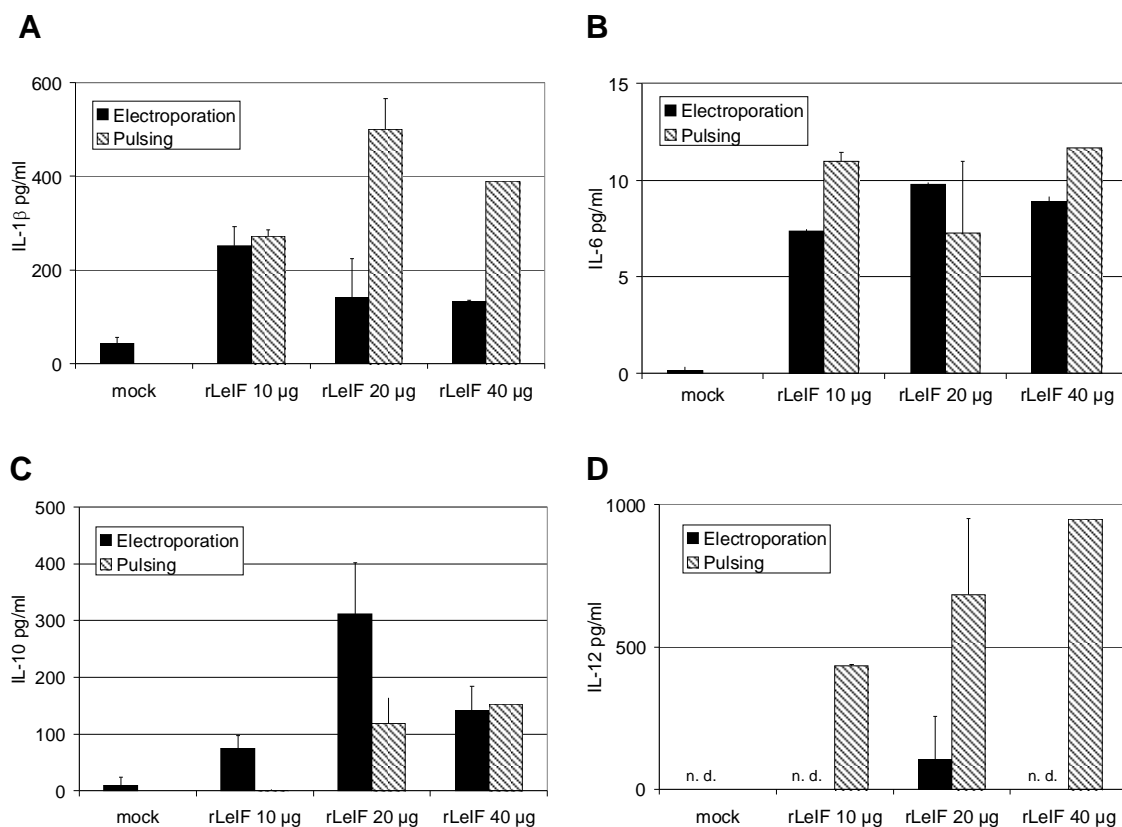 A
600
400
200
0
IL-1β pg/ml
Electroporation
Pulsing
mock rLeIF 10 µg rLeIF 20 µg rLeIF 40 µg
B
15
10
5
0
IL-6 pg/ml
Electroporation
Pulsing
mock rLeIF 10 µg rLeIF 20 µg rLeIF 40 µg
C
500
400
300
200
100
0
IL-10 pg/ml
Electroporation
Pulsing
mock rLeIF 10 µg rLeIF 20 µg rLeIF 40 µg
D
1000
500
0
IL-12 pg/ml
Electroporation
Pulsing
n. d. n. d. n. d.
mock rLeIF 10 µg rLeIF 20 µg rLeIF 40 µg